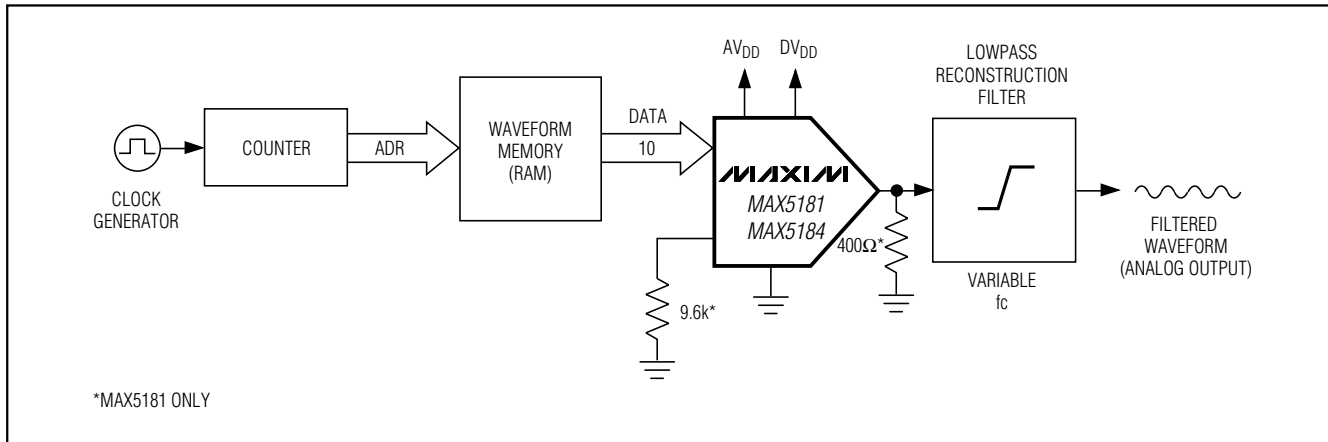 AVDD
DVDD
LOWPASS
RECONSTRUCTION
FILTER
CLOCK
GENERATOR
COUNTER
ADR
WAVEFORM
MEMORY
(RAM)
DATA
10
MAXIM
MAX5181
MAX5184
9.6k*
400Ω*
VARIABLE
fc
FILTERED
WAVEFORM
(ANALOG OUTPUT)
*MAX5181 ONLY